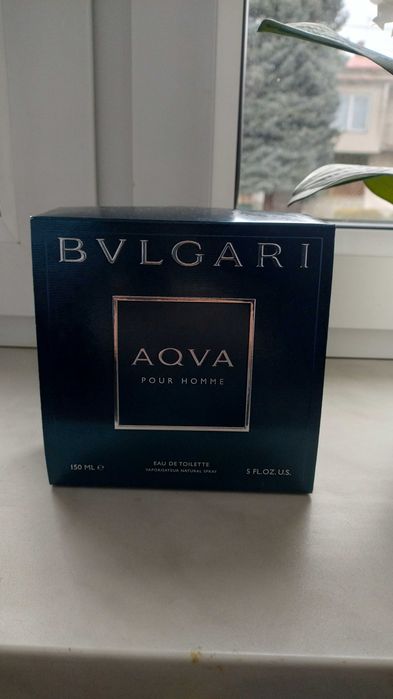 BVLGARI
AQVA
POUR HOMME
EAU DE TOILETTE
VAPORISATEUR NATURAL SPRAY
150 ML ℮
5 FL.OZ. U.S.